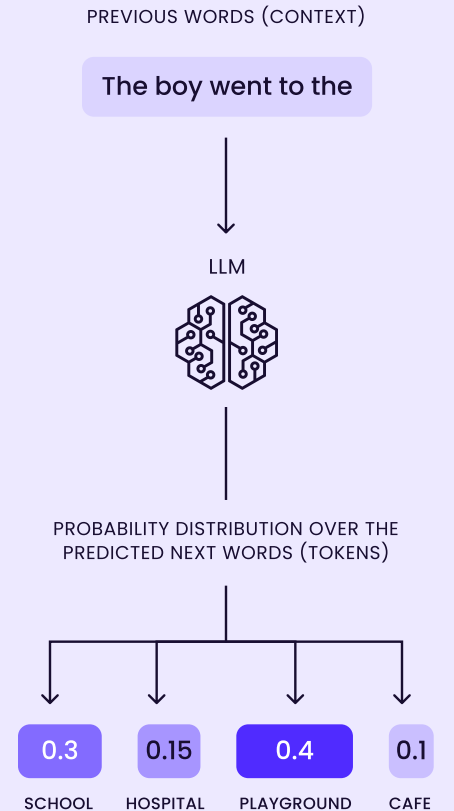 PREVIOUS WORDS (CONTEXT)
The boy went to the
LLM
PROBABILITY DISTRIBUTION OVER THE
PREDICTED NEXT WORDS (TOKENS)
0.3 0.15 0.4 0.1
SCHOOL HOSPITAL PLAYGROUND CAFE